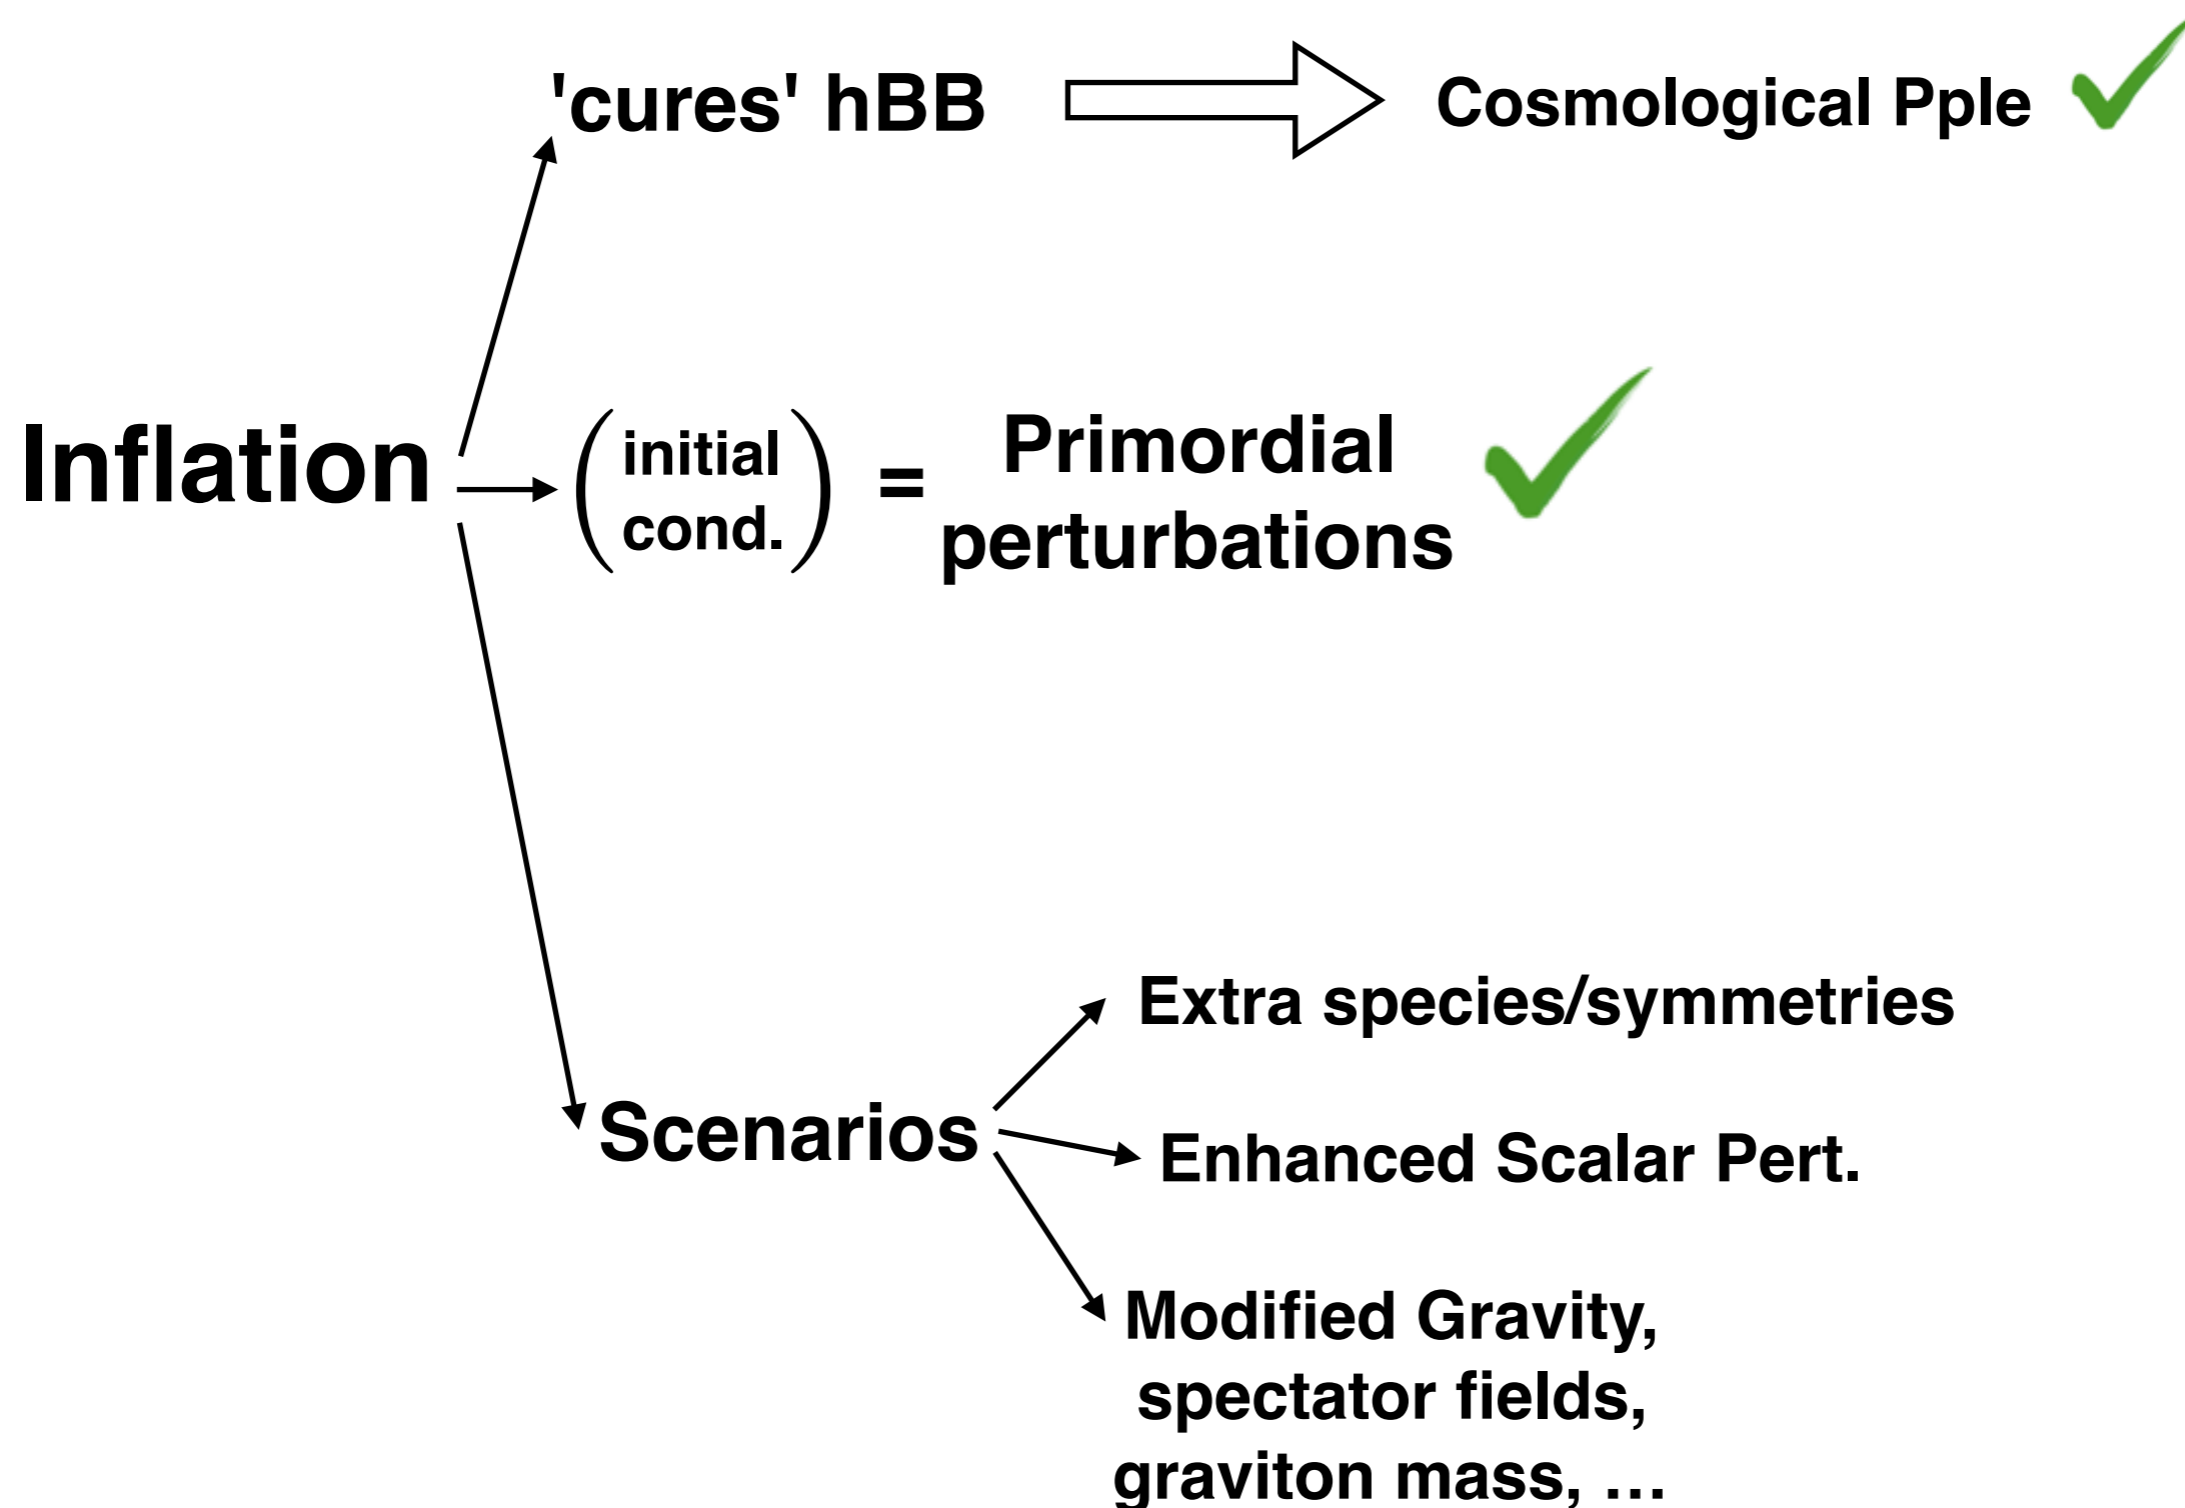 'cures' hBB
Cosmological Pple
Inflation
initial
cond.
=
Primordial
perturbations
Extra species/symmetries
Scenarios
Enhanced Scalar Pert.
Modified Gravity,
spectator fields,
graviton mass, ...